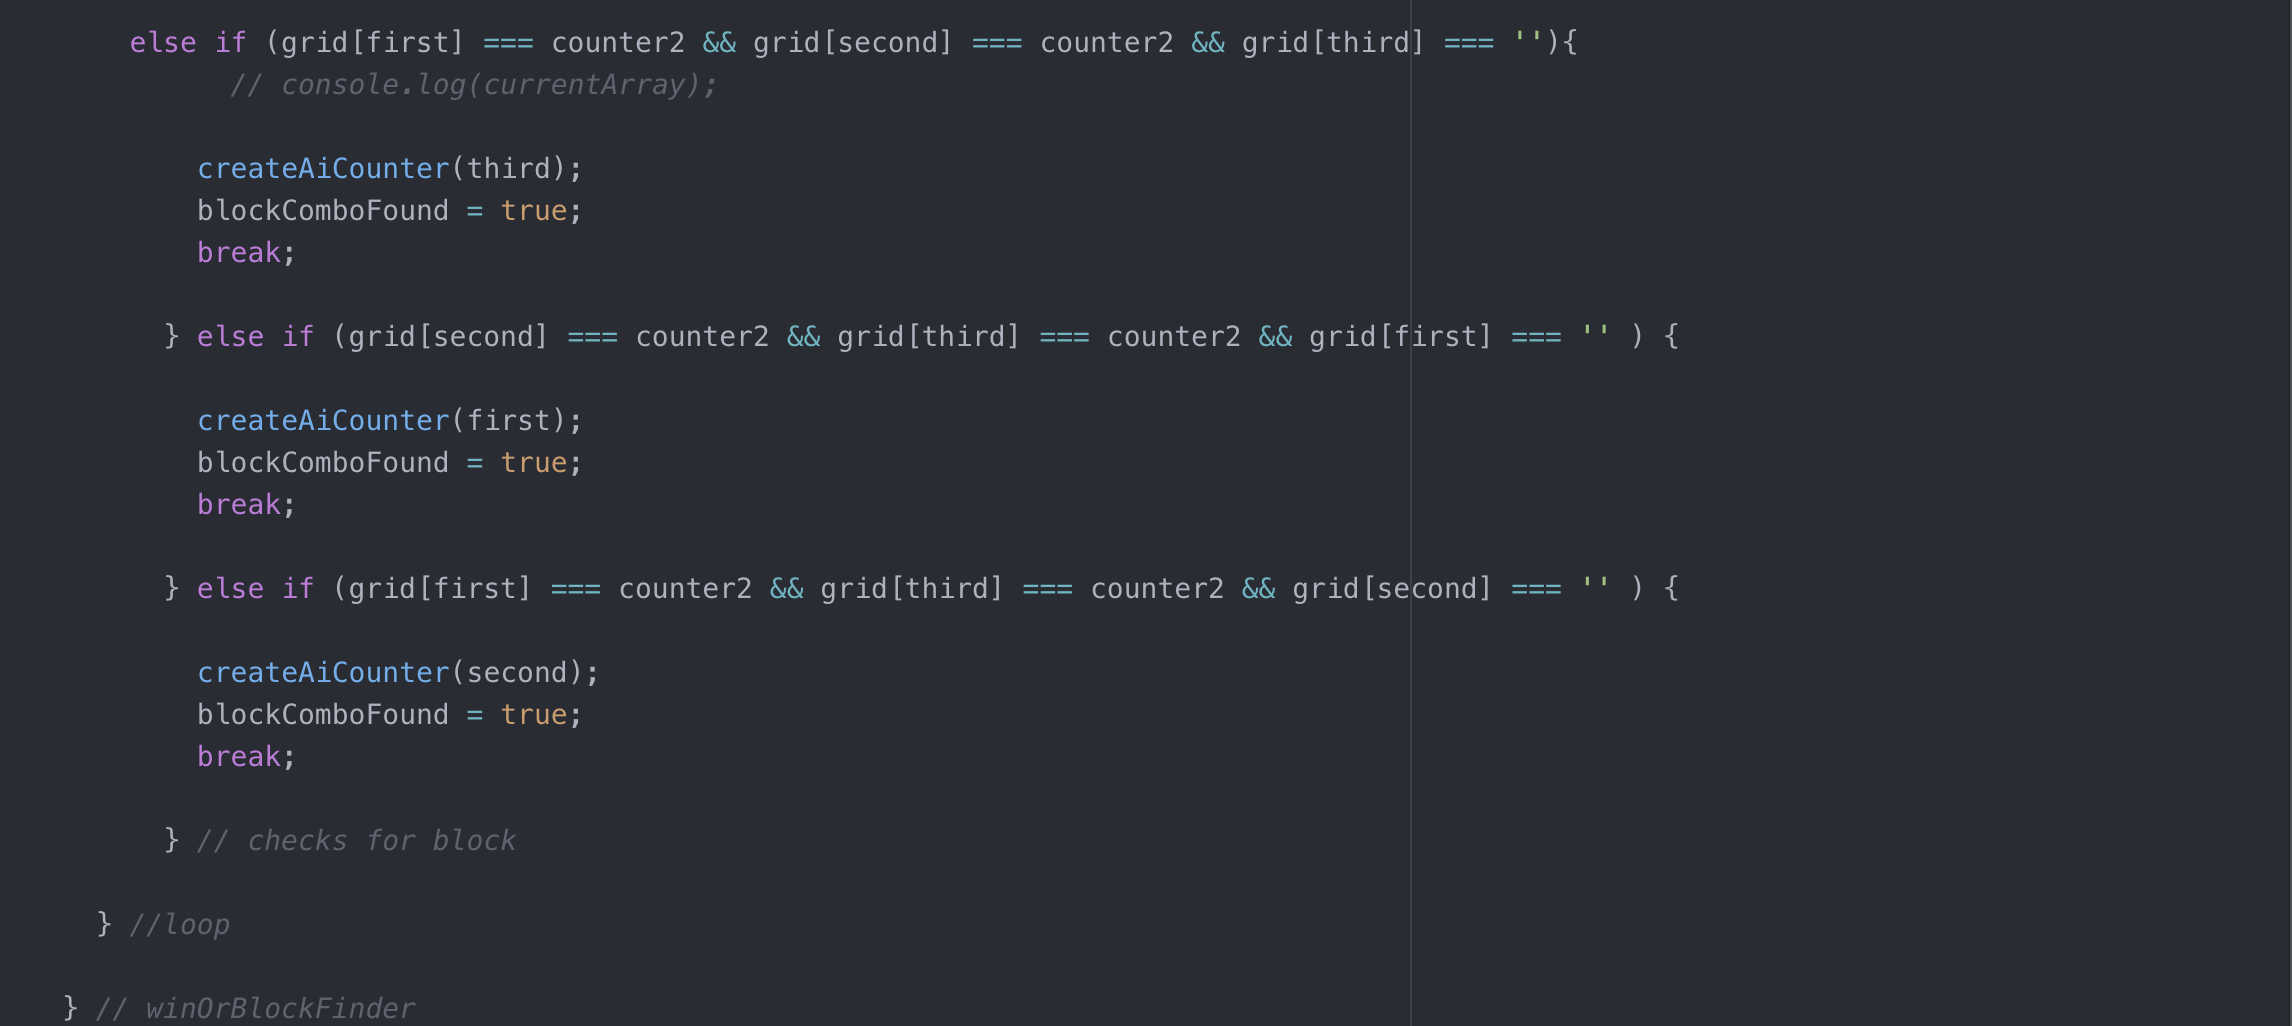 else if (grid[first] === counter2 && grid[second] === counter2 && grid[third] === ''){
// console.log(currentArray);
createAiCounter(third);
blockComboFound = true;
break;
} else if (grid[second] === counter2 && grid[third] === counter2 && grid[first] === '' ) {
createAiCounter(first);
blockComboFound = true;
break;
} else if (grid[first] === counter2 && grid[third] === counter2 && grid[second] === '' ) {
createAiCounter(second);
blockComboFound = true;
break;
} // checks for block
} //loop
} // winOrBlockFinder